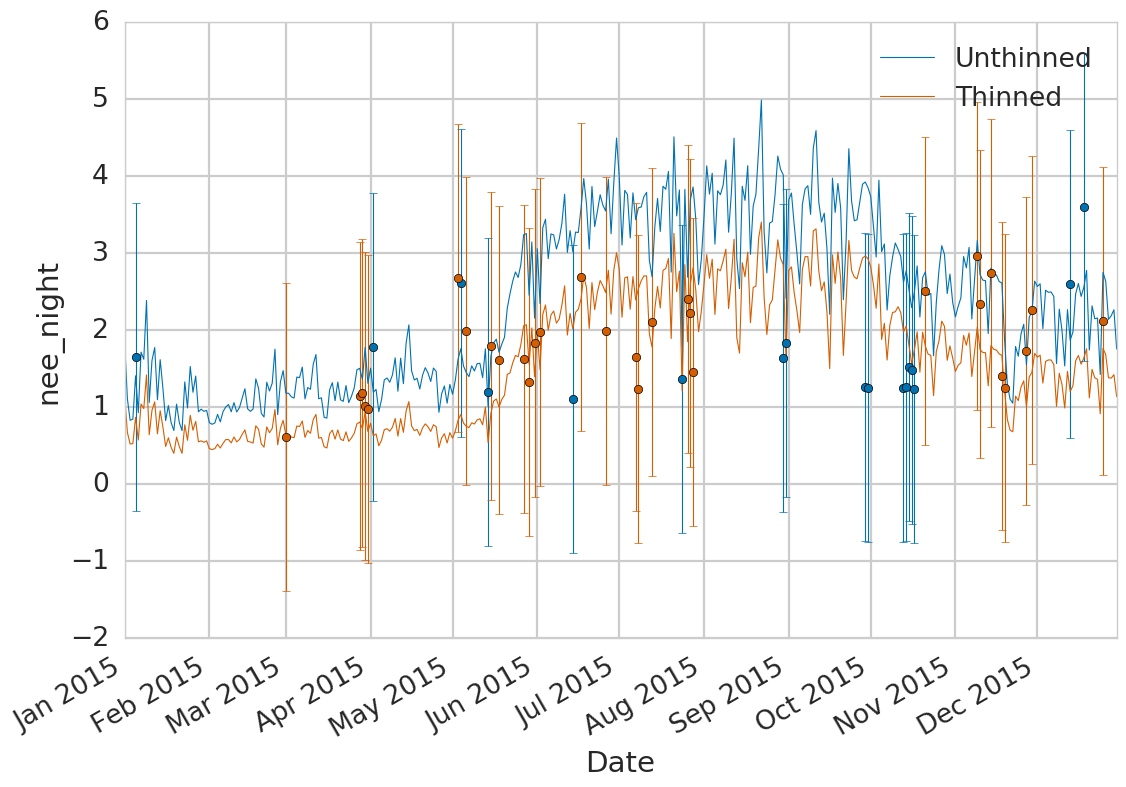 6
5
4
3
2
1
0
−1
−2
nee_night
Unthinned
Thinned
Jan 2015
Feb 2015
Mar 2015
Apr 2015
May 2015
Jun 2015
Jul 2015
Aug 2015
Sep 2015
Oct 2015
Nov 2015
Dec 2015
Date